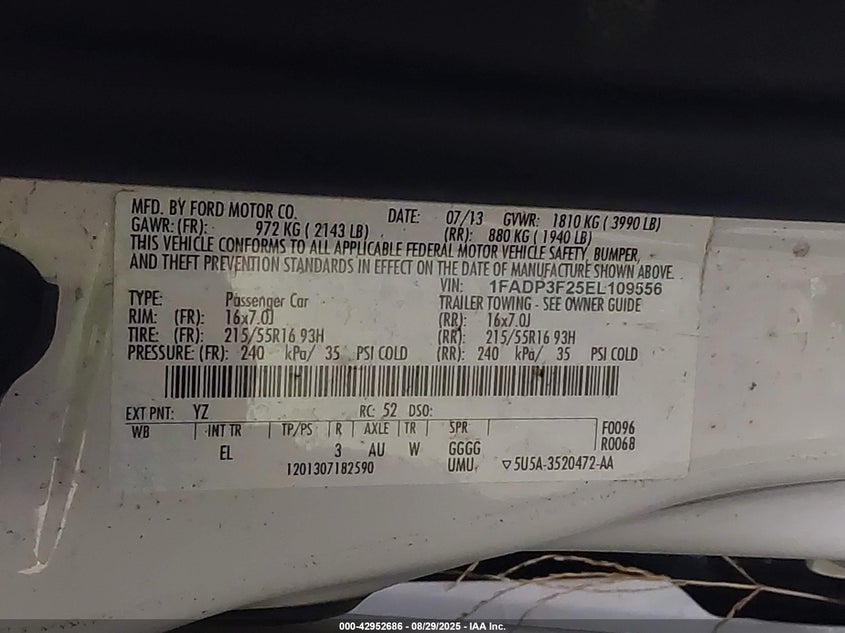 MFD. BY FORD MOTOR CO. DATE: 07/13 GVWR: 1810 KG ( 3990 LB)
GAWR: (FR): 972 KG ( 2143 LB) (RR): 880 KG ( 1940 LB)
THIS VEHICLE CONFORMS TO ALL APPLICABLE FEDERAL MOTOR VEHICLE SAFETY, BUMPER,
AND THEFT PREVENTION STANDARDS IN EFFECT ON THE DATE OF MANUFACTURE SHOWN ABOVE.
VIN: 1FADP3F25EL109556
TYPE: Passenger Car TRAILER TOWING - SEE OWNER GUIDE
RIM: (FR): 16x7.0J (RR): 16x7.0J
TIRE: (FR): 215/55R16 93H (RR): 215/55R16 93H
PRESSURE: (FR): 240 kPa/ 35 PSI COLD (RR): 240 kPa/ 35 PSI COLD
EXT PNT: YZ RC: 52 DSO:
WB INT TR TP/PS R AXLE TR SPR F0096
EL 3 AU W GGGG R0068
1201307182590 UMU ▽5U5A-3520472-AA
000-42952686 - 08/29/2025 - IAA Inc.